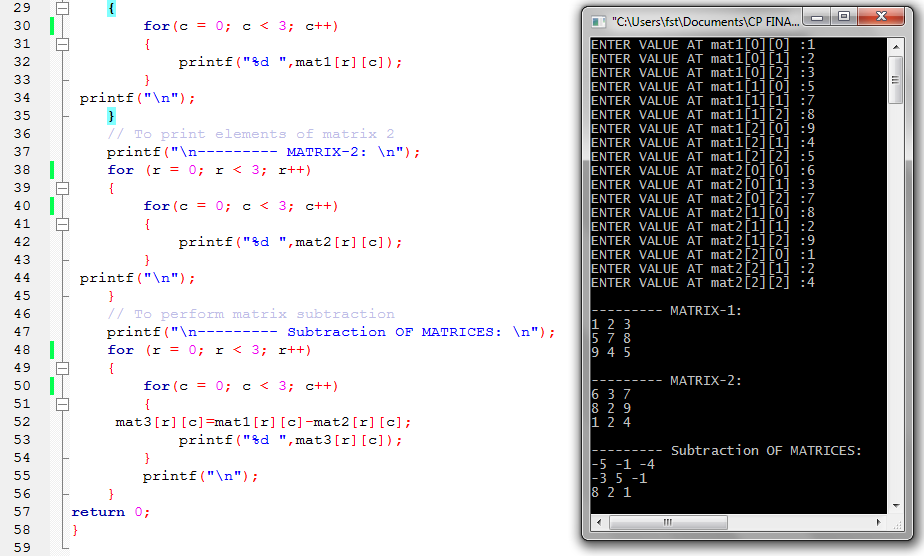 29 {
30 for(c = 0; c < 3; c++)
31 {
32 printf("%d ",mat1[r][c]);
33 }
34 printf("\n");
35 }
36 // To print elements of matrix 2
37 printf("\n--------- MATRIX-2: \n");
38 for (r = 0; r < 3; r++)
39 {
40 for(c = 0; c < 3; c++)
41 {
42 printf("%d ",mat2[r][c]);
43 }
44 printf("\n");
45 }
46 // To perform matrix subtraction
47 printf("\n--------- Subtraction OF MATRICES: \n");
48 for (r = 0; r < 3; r++)
49 {
50 for(c = 0; c < 3; c++)
51 {
52 mat3[r][c]=mat1[r][c]-mat2[r][c];
53 printf("%d ",mat3[r][c]);
54 }
55 printf("\n");
56 }
57 return 0;
58 }
59
"C:\Users\fst\Documents\CP FINA...
ENTER VALUE AT mat1[0][0] :1
ENTER VALUE AT mat1[0][1] :2
ENTER VALUE AT mat1[0][2] :3
ENTER VALUE AT mat1[1][0] :5
ENTER VALUE AT mat1[1][1] :7
ENTER VALUE AT mat1[1][2] :8
ENTER VALUE AT mat1[2][0] :9
ENTER VALUE AT mat1[2][1] :4
ENTER VALUE AT mat1[2][2] :5
ENTER VALUE AT mat2[0][0] :6
ENTER VALUE AT mat2[0][1] :3
ENTER VALUE AT mat2[0][2] :7
ENTER VALUE AT mat2[1][0] :8
ENTER VALUE AT mat2[1][1] :2
ENTER VALUE AT mat2[1][2] :9
ENTER VALUE AT mat2[2][0] :1
ENTER VALUE AT mat2[2][1] :2
ENTER VALUE AT mat2[2][2] :4
--------- MATRIX-1:
1 2 3
5 7 8
9 4 5
--------- MATRIX-2:
6 3 7
8 2 9
1 2 4
--------- Subtraction OF MATRICES:
-5 -1 -4
-3 5 -1
8 2 1